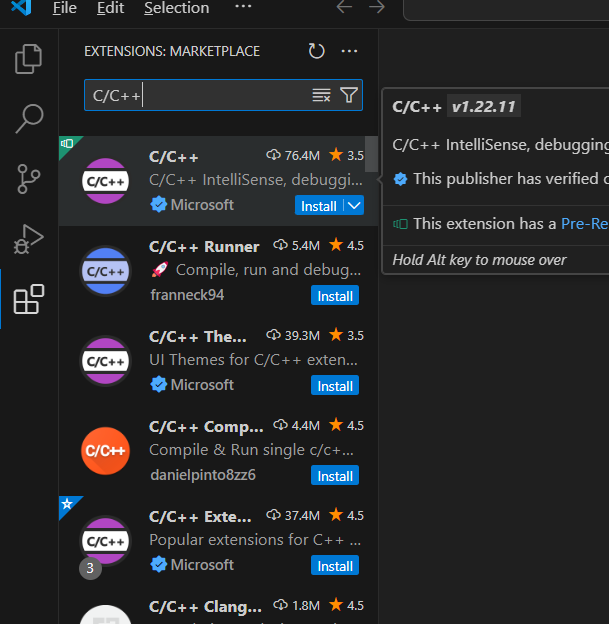 File Edit Selection ···
EXTENSIONS: MARKETPLACE
C/C++
C/C++ 76.4M 3.5
C/C++ IntelliSense, debuggi...
Microsoft Install
C/C++
C/C++ Runner 5.4M 4.5
🚀 Compile, run and debug...
franneck94 Install
C/C++
C/C++ The... 39.3M 3.5
UI Themes for C/C++ exten...
Microsoft Install
C/C++
C/C++ Comp... 4.4M 4.5
Compile & Run single c/c+...
danielpinto8zz6 Install
C/C++
C/C++ Exte... 37.4M 4.5
Popular extensions for C++ ...
Microsoft Install
C/C++
3
C/C++ Clang... 1.8M 4.5
C/C++ v1.22.11
C/C++ IntelliSense, debugging
This publisher has verified
This extension has a Pre-Re
Hold Alt key to mouse over